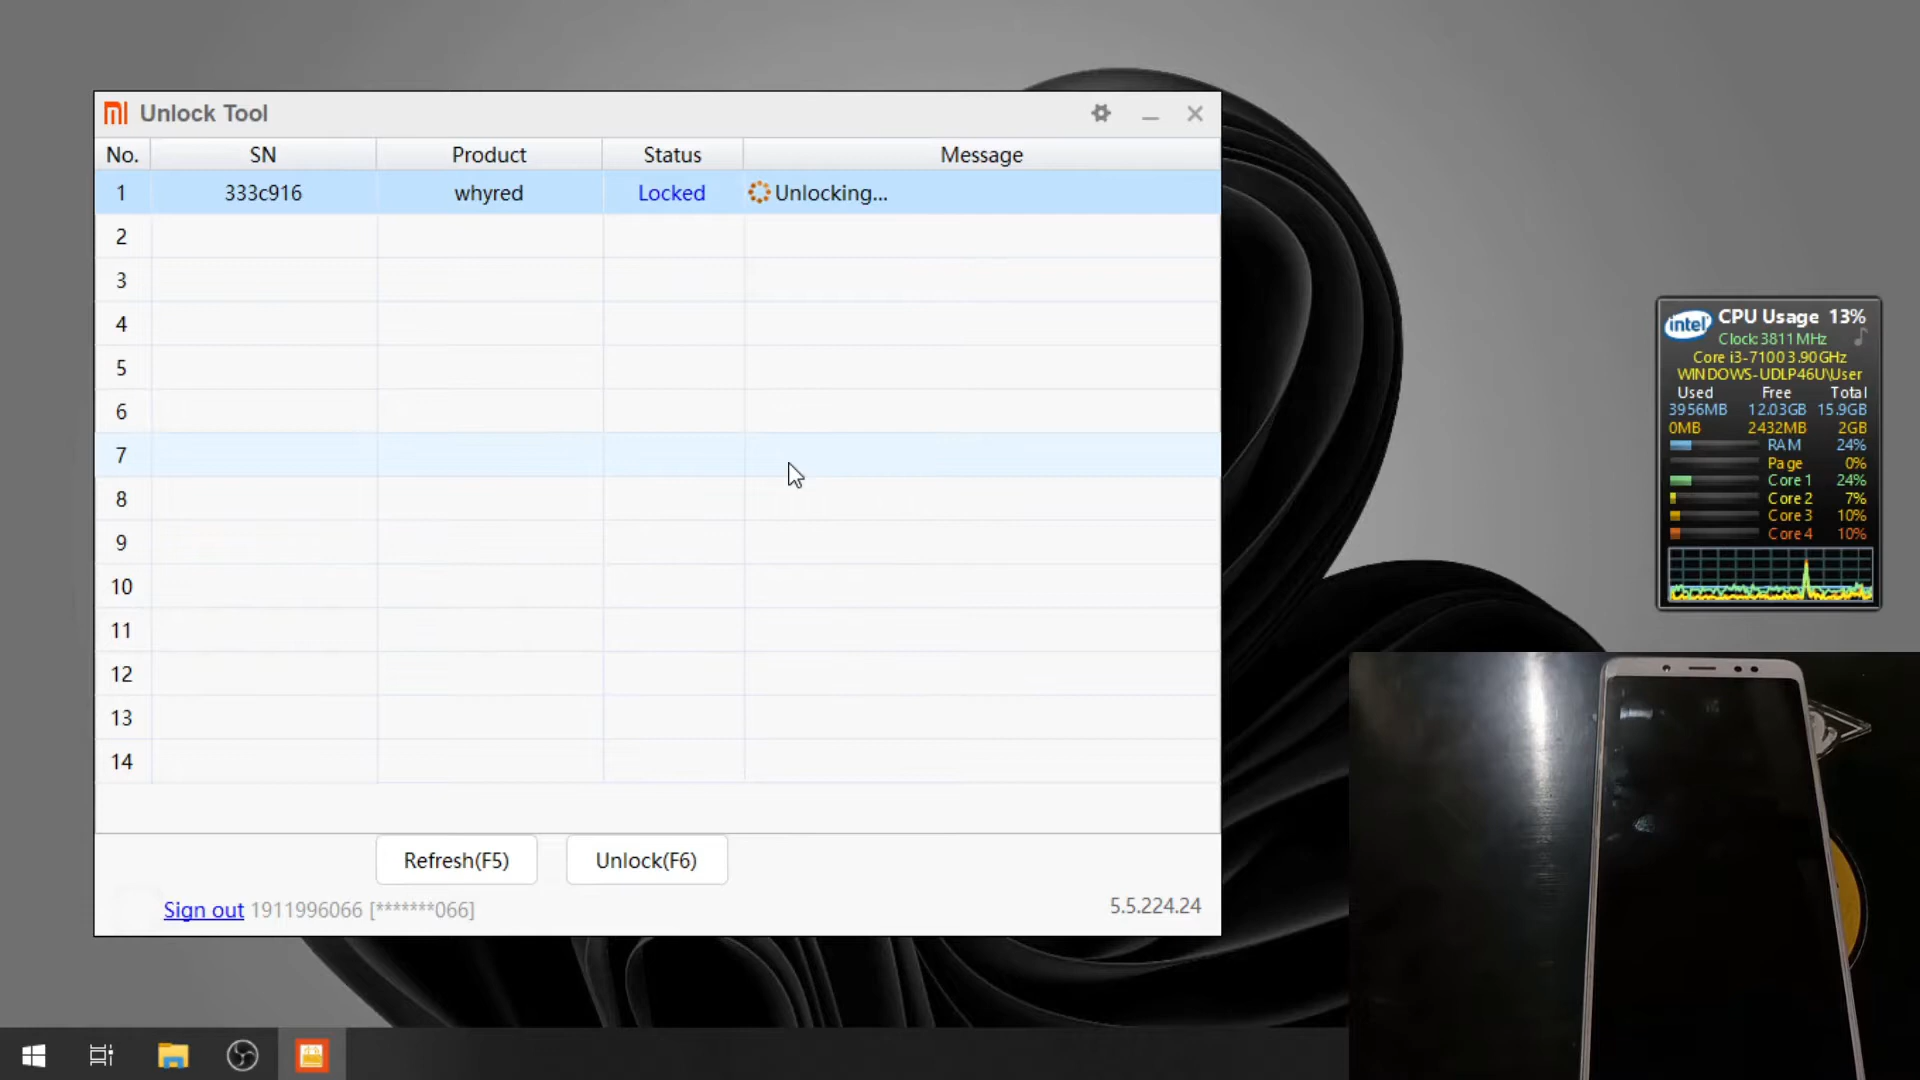 Unlock Tool
No. SN Product Status Message
1 333c916 whyred Locked Unlocking...
2
3
4
5
6
7
8
9
10
11
12
13
14
Refresh(F5) Unlock(F6)
Sign out 1911996066 [*******066]
5.5.224.24
intel CPU Usage 13%
Clock: 3811 MHz
Core i3-7100 3.90GHz
WINDOWS-UDLP46U\User
Used Free Total
3956MB 12.03GB 15.9GB
0MB 2432MB 2GB
RAM 24%
Page 0%
Core 1 24%
Core 2 7%
Core 3 10%
Core 4 10%